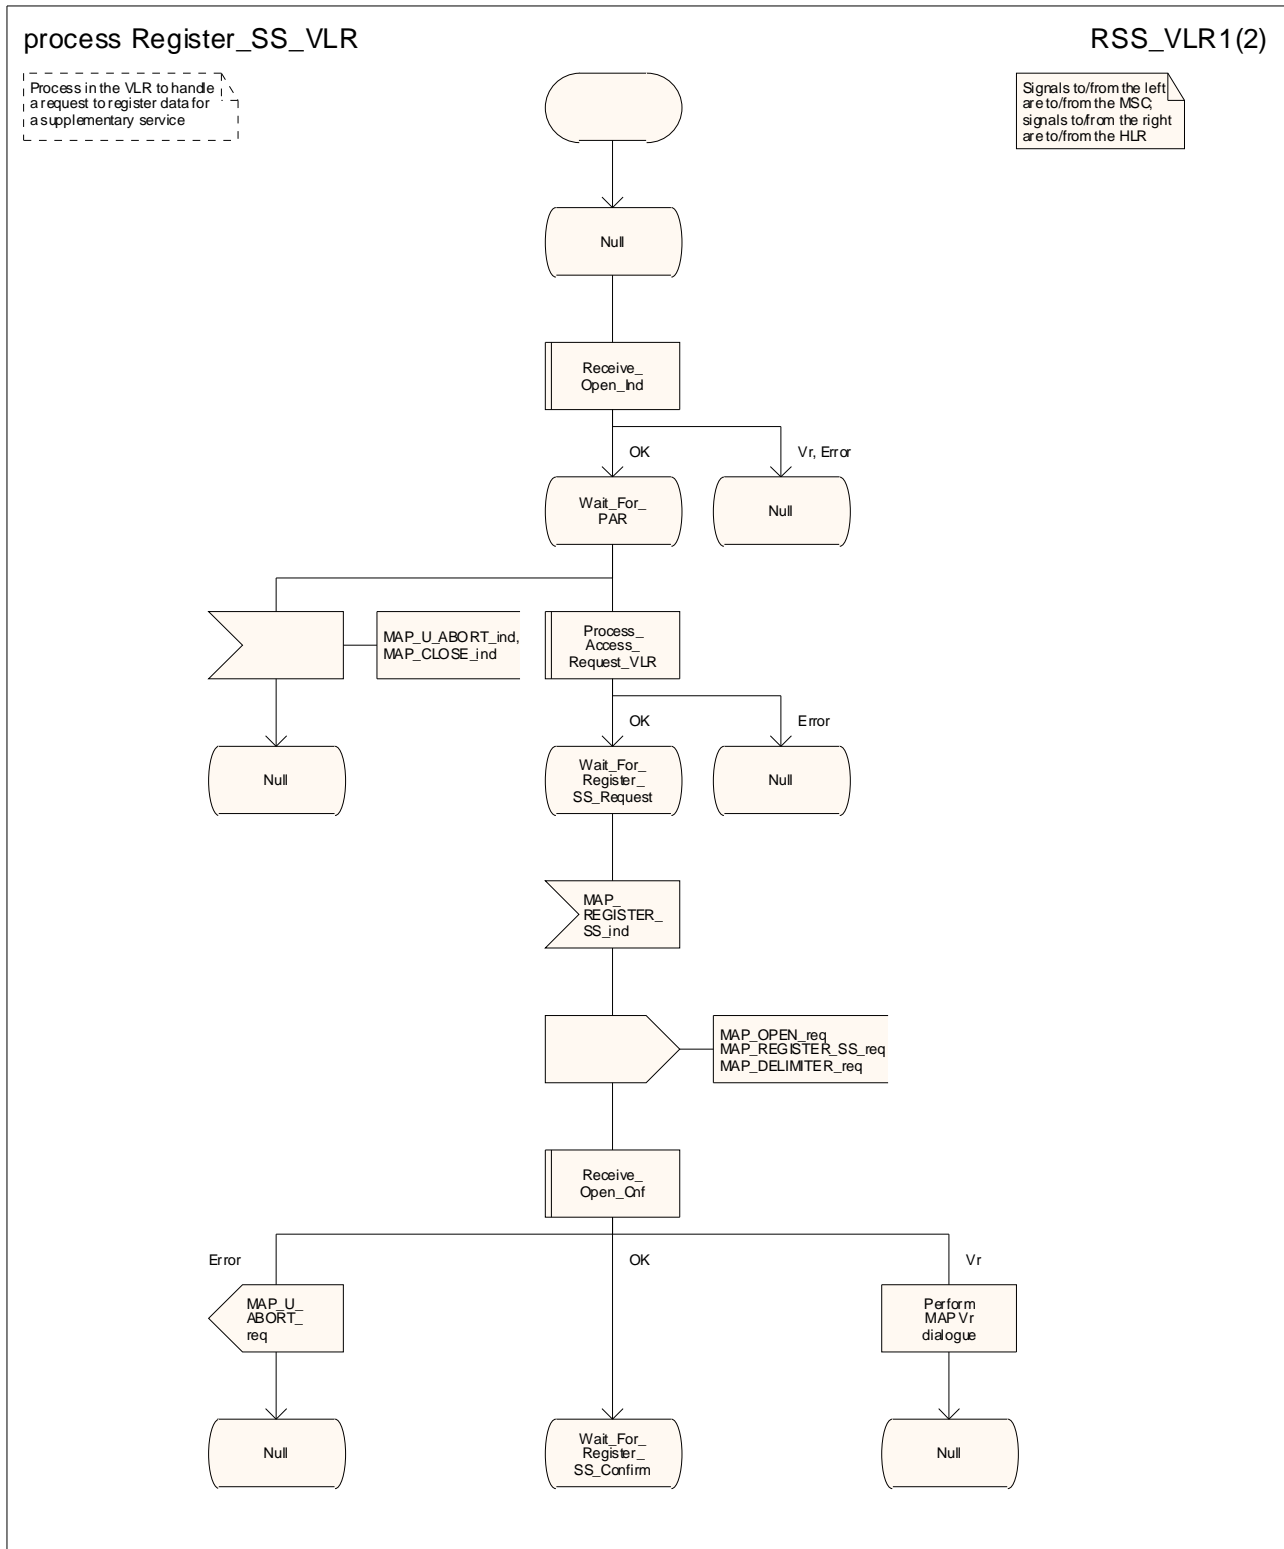 process Register_SS_VLR
RSS_VLR1(2)
Process in the VLR to handle
a request to register data for
a supplementary service
Signals to/from the left
are to/from the MSC;
signals to/from the right
are to/from the HLR
Null
Receive_
Open_Ind
OK
Vr, Error
Wait_For_
PAR
Null
MAP_U_ABORT_ind,
MAP_CLOSE_ind
Process_
Access_
Request_VLR
OK
Error
Null
Wait_For_
Register_
SS_Request
Null
MAP_
REGISTER_
SS_ind
MAP_OPEN_req
MAP_REGISTER_SS_req
MAP_DELIMITER_req
Receive_
Open_Cnf
Error
OK
Vr
MAP_U_
ABORT_
req
Perform
MAP Vr
dialogue
Null
Wait_For_
Register_
SS_Confirm
Null